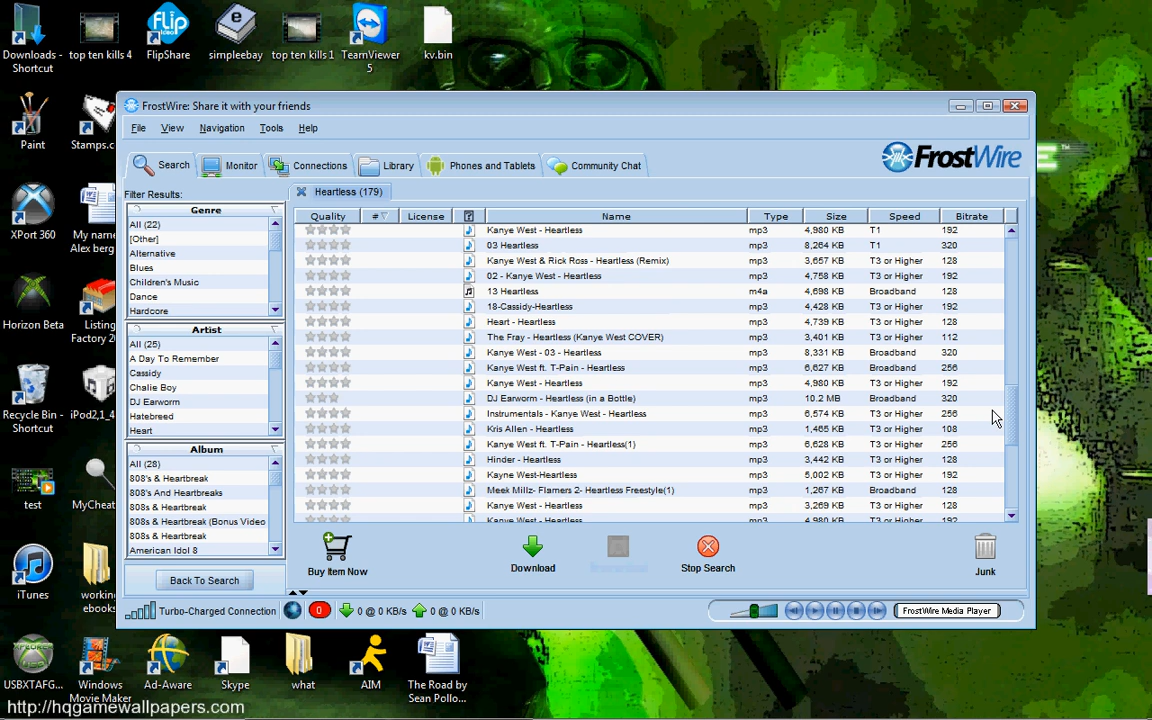 Downloads -
Shortcut
top ten kills 4
FlipShare
simpleebay
top ten kills 1
TeamViewer
5
kv.bin
Paint
Stamps.c
XPort 360
My name
Alex berg
Horizon Beta
Listing
Factory 2
Recycle Bin -
Shortcut
iPod2,1_4
test
MyCheat
iTunes
working
ebooks
FrostWire: Share it with your friends
File View Navigation Tools Help
Search Monitor Connections Library Phones and Tablets Community Chat
FrostWire
Filter Results:
Heartless (179)
Genre
All (22)
[Other]
Alternative
Blues
Children's Music
Dance
Hardcore
Artist
All (25)
A Day To Remember
Cassidy
Chalie Boy
DJ Earworm
Hatebreed
Heart
Album
All (28)
808's & Heartbreak
808's And Heartbreaks
808s & Heartbreak
808s & Heartbreak (Bonus Video
808s & Heartbreak
American Idol 8
Back To Search
Quality # License ? Name Type Size Speed Bitrate
Kanye West - Heartless mp3 4,980 KB T1 192
03 Heartless mp3 8,264 KB T1 320
Kanye West & Rick Ross - Heartless (Remix) mp3 3,657 KB T3 or Higher 128
02 - Kanye West - Heartless mp3 4,758 KB T3 or Higher 192
13 Heartless m4a 4,698 KB Broadband 128
18-Cassidy-Heartless mp3 4,428 KB T3 or Higher 192
Heart - Heartless mp3 4,739 KB T3 or Higher 128
The Fray - Heartless (Kanye West COVER) mp3 3,401 KB T3 or Higher 112
Kanye West - 03 - Heartless mp3 8,331 KB Broadband 320
Kanye West ft. T-Pain - Heartless mp3 6,627 KB Broadband 256
Kanye West - Heartless mp3 4,980 KB T3 or Higher 192
DJ Earworm - Heartless (in a Bottle) mp3 10.2 MB Broadband 320
Instrumentals - Kanye West - Heartless mp3 6,574 KB T3 or Higher 256
Kris Allen - Heartless mp3 1,465 KB T3 or Higher 108
Kanye West ft. T-Pain - Heartless(1) mp3 6,628 KB T3 or Higher 256
Hinder - Heartless mp3 3,442 KB T3 or Higher 128
Kayne West-Heartless mp3 5,002 KB T3 or Higher 192
Meek Millz- Flamers 2- Heartless Freestyle(1) mp3 1,267 KB Broadband 128
Kanye West - Heartless mp3 3,269 KB T3 or Higher 128
Kanye West - Heartless mp3 4,980 KB T3 or Higher 192
Buy Item Now
Download
Stop Search
Junk
Turbo-Charged Connection 0 0 @ 0 KB/s 0 @ 0 KB/s
FrostWire Media Player
USBXTAFG...
Windows
Movie Maker
Ad-Aware
Skype
what
AIM
The Road by
Sean Pollo...
http://hqgamewallpapers.com